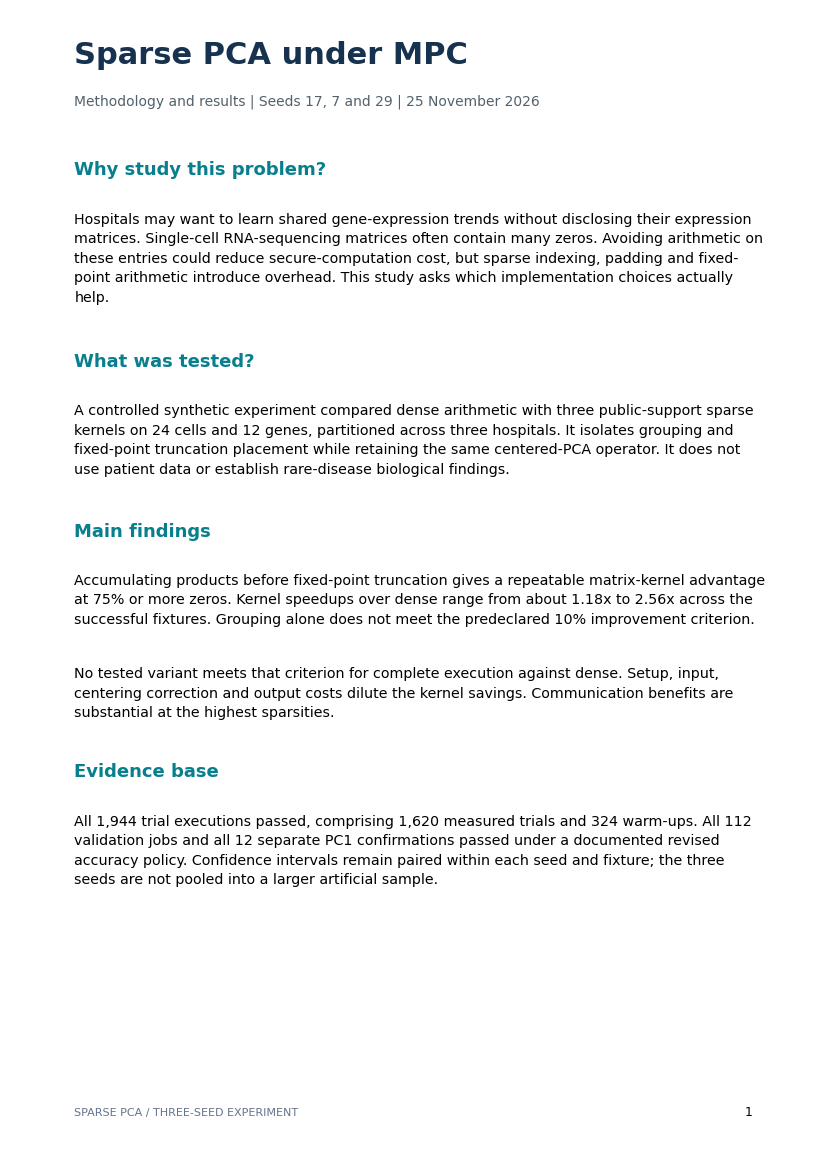 Sparse PCA under MPC
Methodology and results | Seeds 17, 7 and 29 | 25 November 2026
Why study this problem?
Hospitals may want to learn shared gene-expression trends without disclosing their expression
matrices. Single-cell RNA-sequencing matrices often contain many zeros. Avoiding arithmetic on
these entries could reduce secure-computation cost, but sparse indexing, padding and fixed-
point arithmetic introduce overhead. This study asks which implementation choices actually
help.
What was tested?
A controlled synthetic experiment compared dense arithmetic with three public-support sparse
kernels on 24 cells and 12 genes, partitioned across three hospitals. It isolates grouping and
fixed-point truncation placement while retaining the same centered-PCA operator. It does not
use patient data or establish rare-disease biological findings.
Main findings
Accumulating products before fixed-point truncation gives a repeatable matrix-kernel advantage
at 75% or more zeros. Kernel speedups over dense range from about 1.18x to 2.56x across the
successful fixtures. Grouping alone does not meet the predeclared 10% improvement criterion.
No tested variant meets that criterion for complete execution against dense. Setup, input,
centering correction and output costs dilute the kernel savings. Communication benefits are
substantial at the highest sparsities.
Evidence base
All 1,944 trial executions passed, comprising 1,620 measured trials and 324 warm-ups. All 112
validation jobs and all 12 separate PC1 confirmations passed under a documented revised
accuracy policy. Confidence intervals remain paired within each seed and fixture; the three
seeds are not pooled into a larger artificial sample.
SPARSE PCA / THREE-SEED EXPERIMENT
1